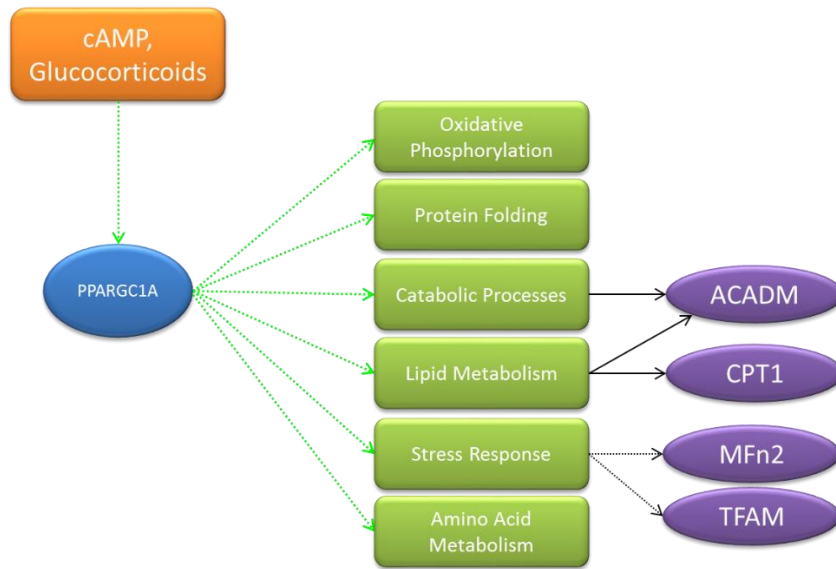 cAMP,
Glucocorticoids
Oxidative
Phosphorylation
Protein Folding
PPARGC1A
Catabolic Processes
ACADM
Lipid Metabolism
CPT1
Stress Response
MFn2
TFAM
Amino Acid
Metabolism